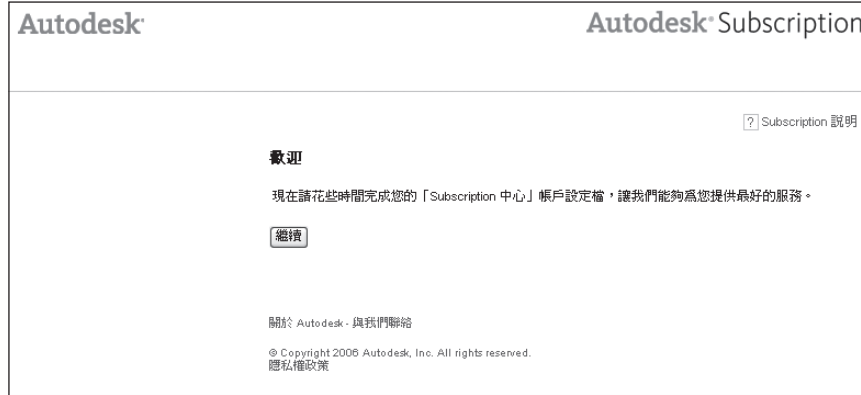 Autodesk®
Autodesk® Subscription
? Subscription 說明
歡迎
現在請花些時間完成您的「Subscription 中心」帳戶設定檔，讓我們能夠為您提供最好的服務。
繼續
關於 Autodesk - 與我們聯絡
© Copyright 2006 Autodesk, Inc. All rights reserved.
隱私權政策